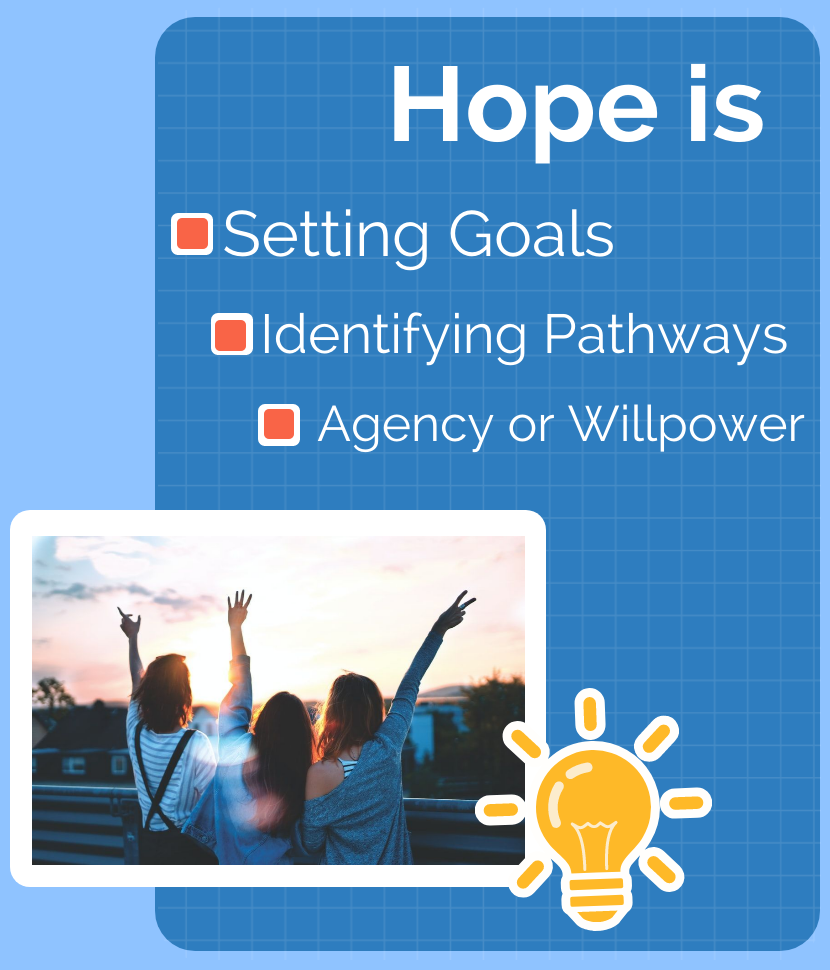 Hope is
Setting Goals
Identifying Pathways
Agency or Willpower